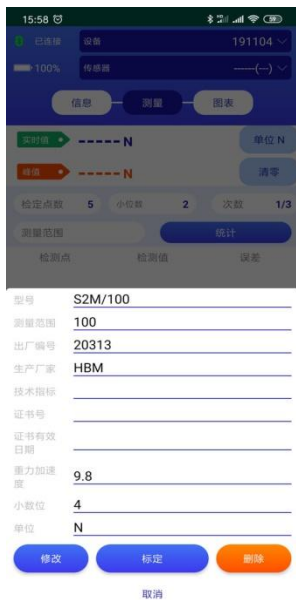 15:58
59
已连接 设备 191104
100% 传感器 -----(--)
信息 测量 图表
实时值 ----- N 单位 N
峰值 ----- N 清零
检定点数 5 小位数 2 次数 1/3
测量范围 统计
检测点 检测值 误差
型号 S2M/100
测量范围 100
出厂编号 20313
生产厂家 HBM
技术指标
证书号
证书有效
日期
重力加速
度 9.8
小数位 4
单位 N
修改 标定 删除
取消